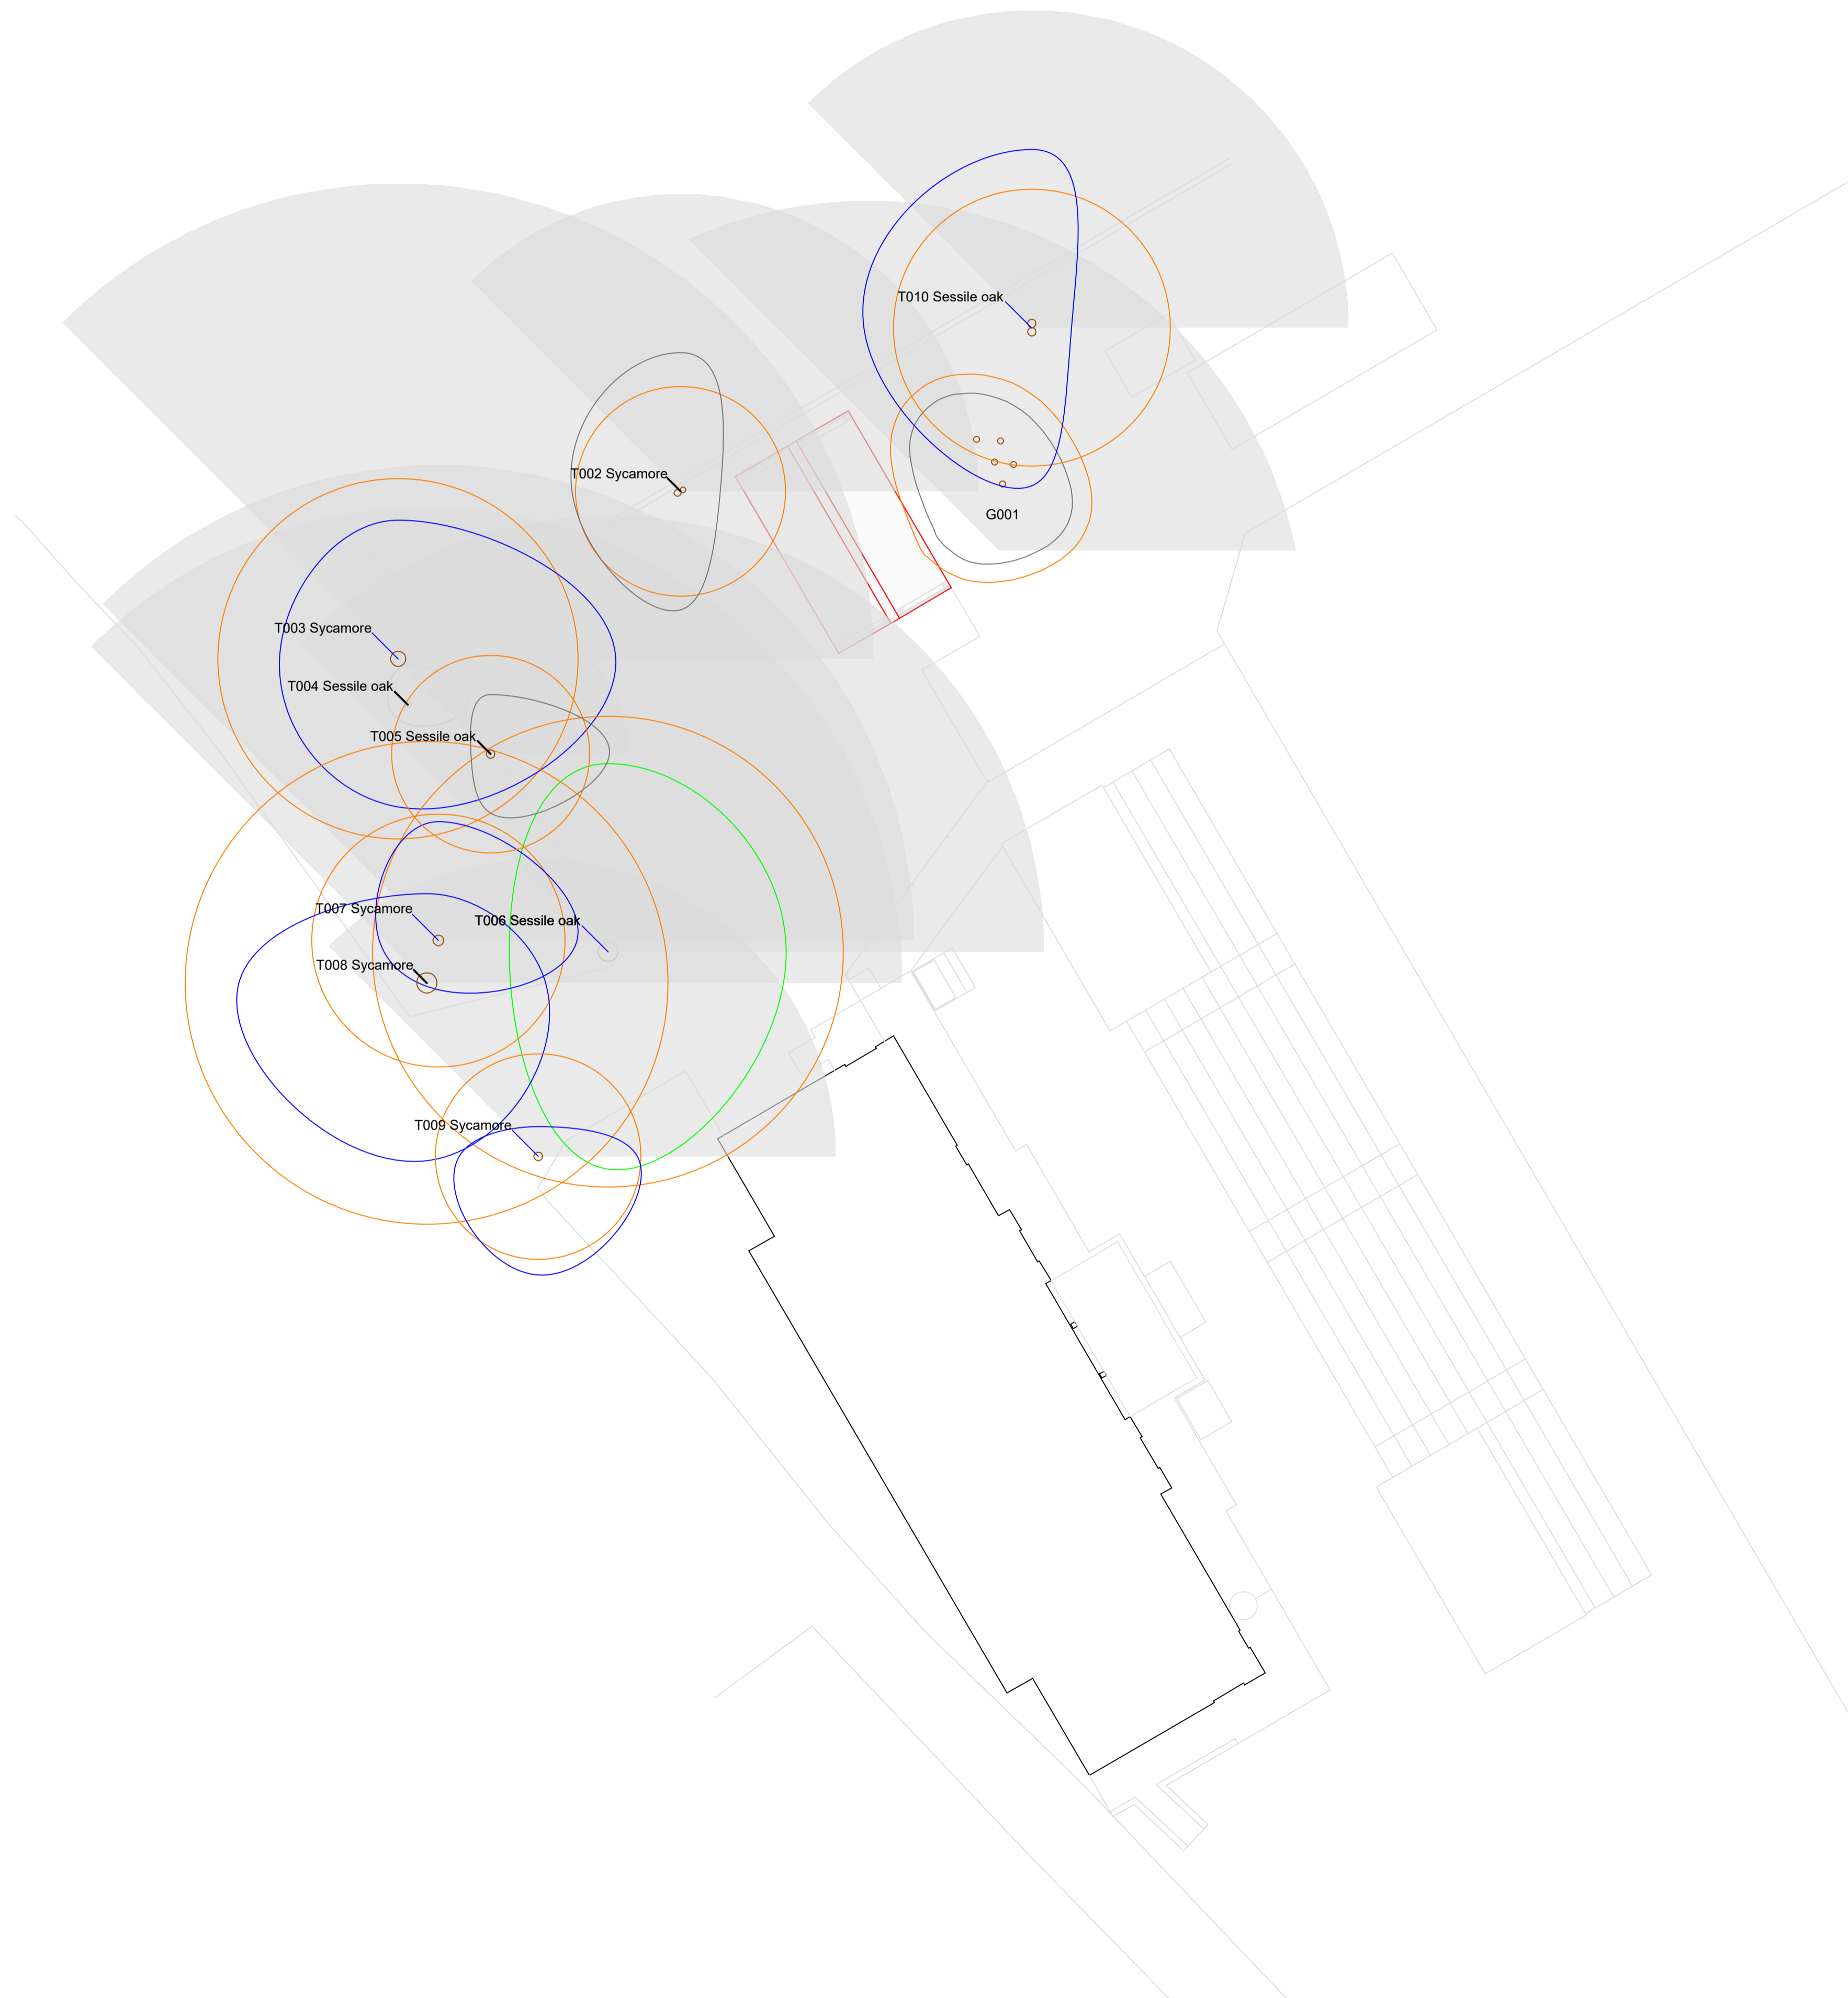 T010 Sessile oak
T002 Sycamore
G001
T003 Sycamore
T004 Sessile oak
T005 Sessile oak
T007 Sycamore
T006 Sessile oak
T008 Sycamore
T009 Sycamore